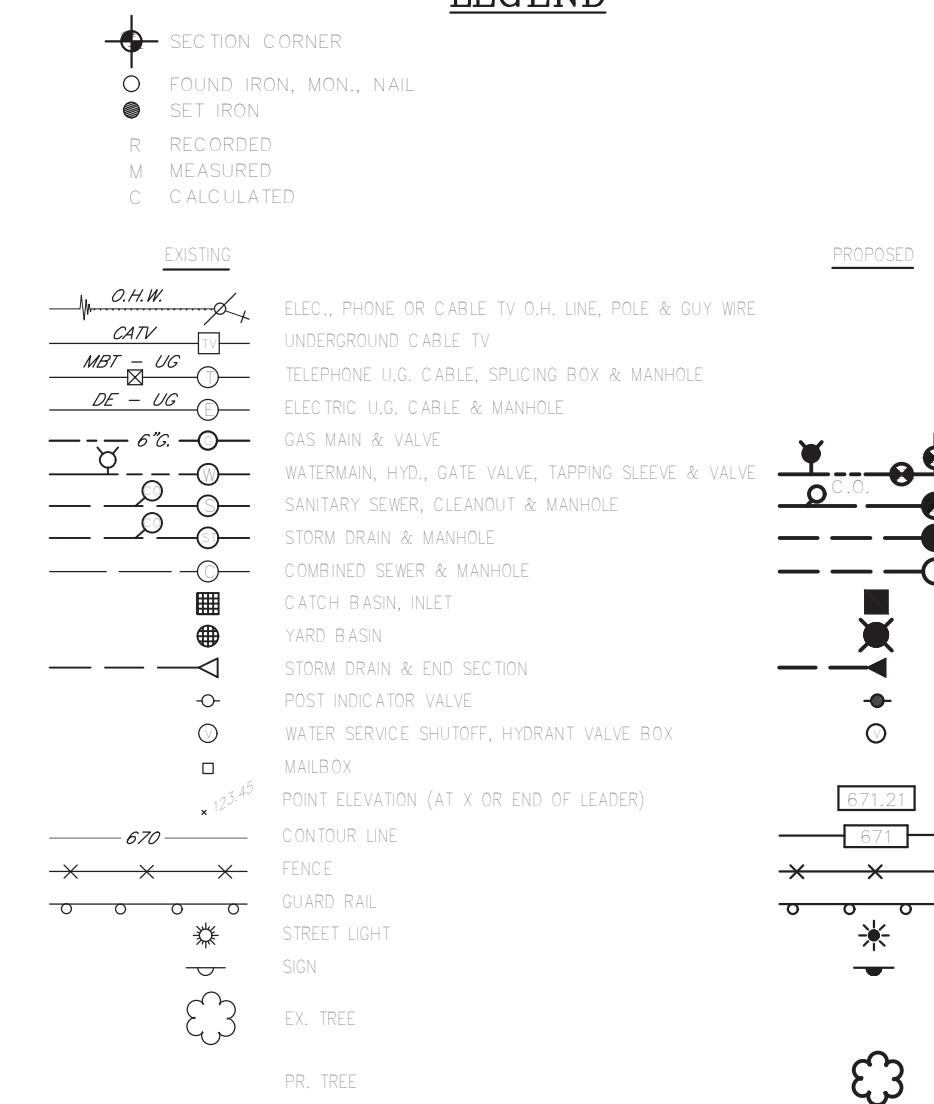 LEGEND
SECTION CORNER
FOUND IRON, MON., NAIL
SET IRON
R RECORDED
M MEASURED
C CALCULATED
EXISTING PROPOSED
O.H.W. ELEC., PHONE OR CABLE TV O.H. LINE, POLE & GUY WIRE
CATV TV UNDERGROUND CABLE TV
MBT - UG T TELEPHONE U.G. CABLE, SPLICING BOX & MANHOLE
DE - UG E ELECTRIC U.G. CABLE & MANHOLE
6"G. G GAS MAIN & VALVE
W WATERMAIN, HYD., GATE VALVE, TAPPING SLEEVE & VALVE
CO S SANITARY SEWER, CLEANOUT & MANHOLE C.O.
CO ST STORM DRAIN & MANHOLE
C COMBINED SEWER & MANHOLE
CATCH BASIN, INLET
YARD BASIN
STORM DRAIN & END SECTION
POST INDICATOR VALVE
V WATER SERVICE SHUTOFF, HYDRANT VALVE BOX V
MAILBOX
x 123.45 POINT ELEVATION (AT X OR END OF LEADER) 671.21
670 CONTOUR LINE 671
FENCE
GUARD RAIL
STREET LIGHT
SIGN
EX. TREE
PR. TREE